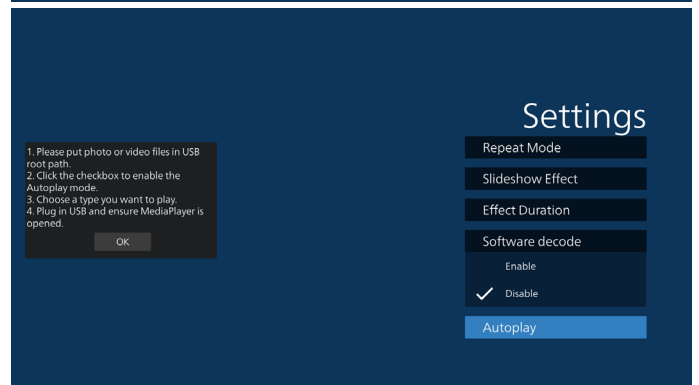 Settings
1. Please put photo or video files in USB
root path.
2. Click the checkbox to enable the
Autoplay mode.
3. Choose a type you want to play.
4. Plug in USB and ensure MediaPlayer is
opened.
OK
Repeat Mode
Slideshow Effect
Effect Duration
Software decode
Enable
Disable
Autoplay